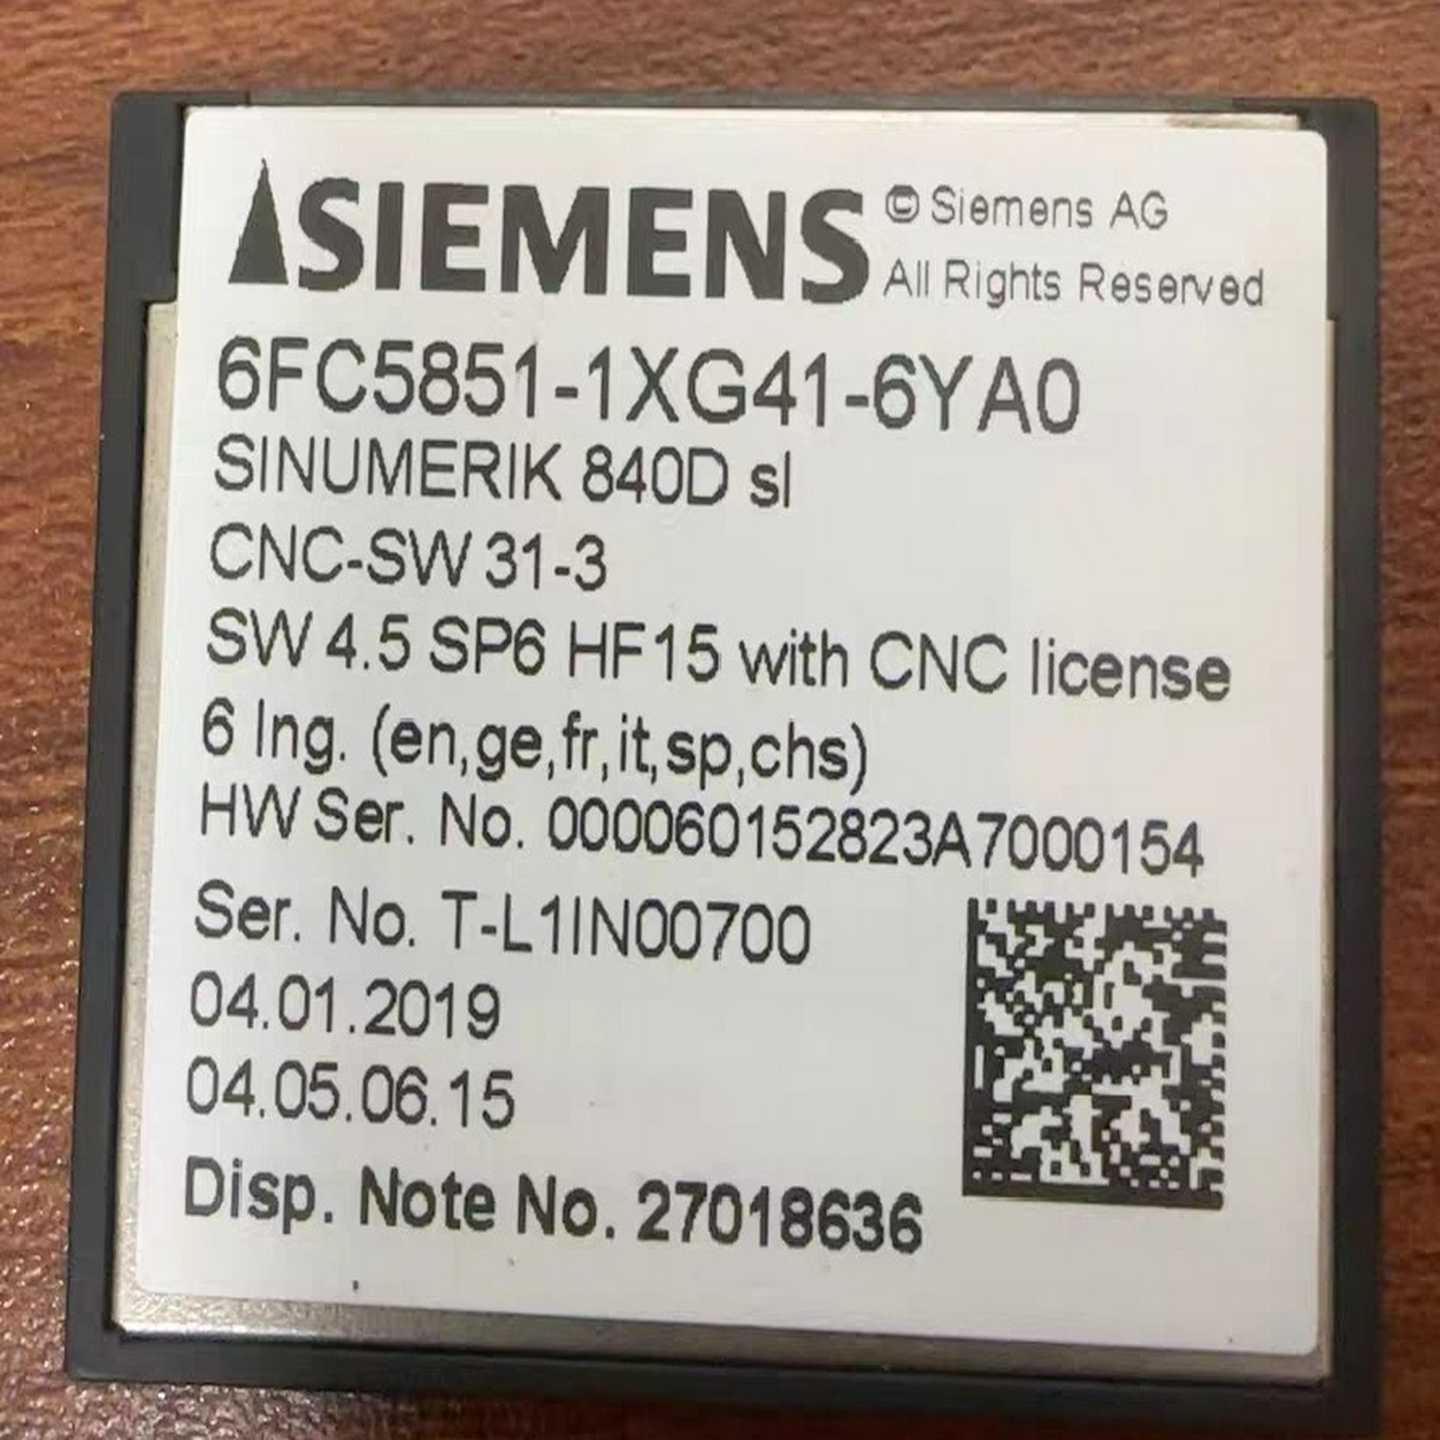 SIEMENS © Siemens AG
All Rights Reserved
6FC5851-1XG41-6YA0
SINUMERIK 840D sl
CNC-SW 31-3
SW 4.5 SP6 HF15 with CNC license
6 lng. (en,ge,fr,it,sp,chs)
HW Ser. No. 000060152823A7000154
Ser. No. T-L1IN00700
04.01.2019
04.05.06.15
Disp. Note No. 27018636